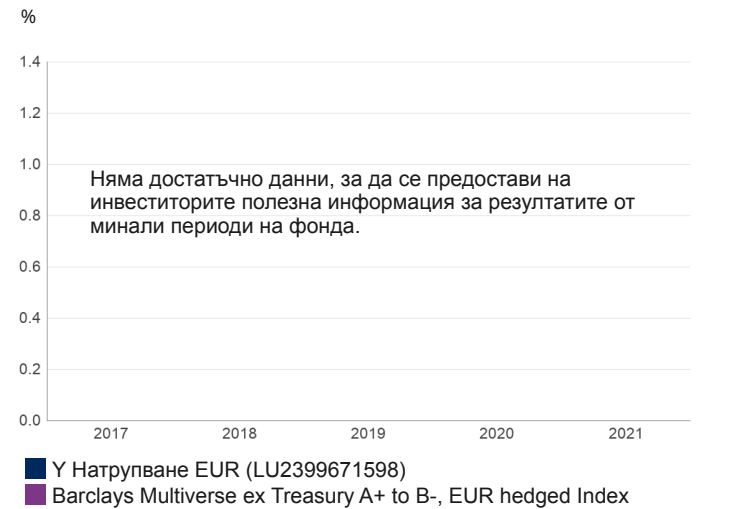 %
1.4
1.2
1.0
Няма достатъчно данни, за да се предостави на
инвеститорите полезна информация за резултатите от
минали периоди на фонда.
0.8
0.6
0.4
0.2
0.0
2017 2018 2019 2020 2021
Y Натрупване EUR (LU2399671598)
Barclays Multiverse ex Treasury A+ to B-, EUR hedged Index